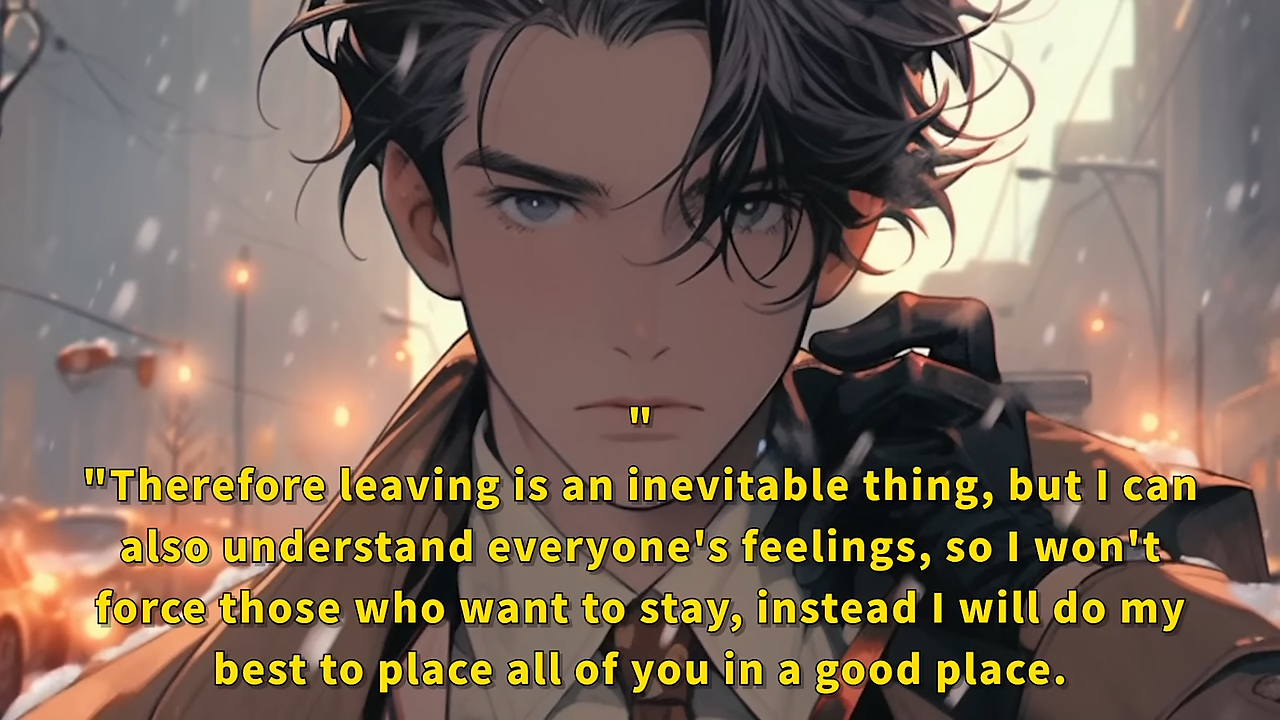 "
"Therefore leaving is an inevitable thing, but I can
also understand everyone's feelings, so I won't
force those who want to stay, instead I will do my
best to place all of you in a good place.